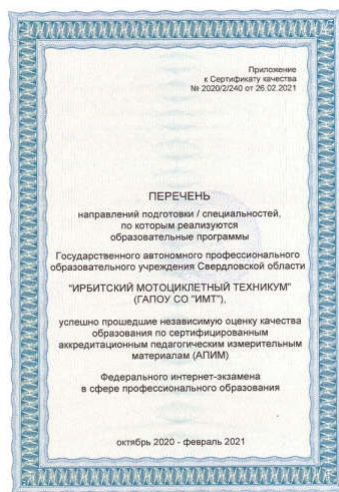 Приложение
к Сертификату качества
№ 2020/2/240 от 26.02.2021
ПЕРЕЧЕНЬ
направлений подготовки / специальностей,
по которым реализуются
образовательные программы
Государственного автономного профессионального
образовательного учреждения Свердловской области
"ИРБИТСКИЙ МОТОЦИКЛЕТНЫЙ ТЕХНИКУМ"
(ГАПОУ СО "ИМТ"),
успешно прошедшие независимую оценку качества
образования по сертифицированным
аккредитационным педагогическим измерительным
материалам (АПИМ)
Федерального интернет-экзамена
в сфере профессионального образования
октябрь 2020 - февраль 2021